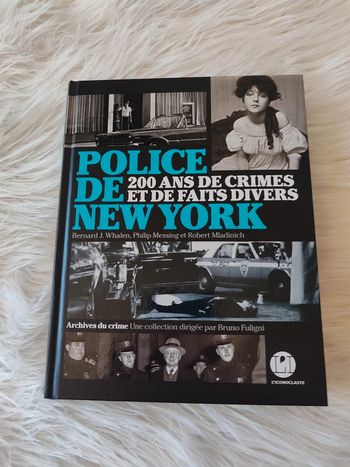 POLICE
DE 200 ANS DE CRIMES
ET DE FAITS DIVERS
NEW YORK
Bernard J. Whalen, Philip Messing et Robert Mladinich
Archives du crime Une collection dirigée par Bruno Fuligni
L'ICONOCLASTE